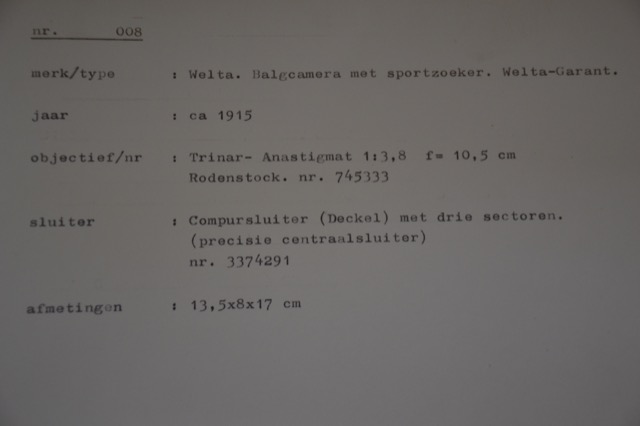 nr. 008
merk/type : Welta. Balgcamera met sportzoeker. Welta-Garant.
jaar : ca 1915
objectief/nr : Trinar- Anastigmat 1:3,8 f= 10,5 cm
Rodenstock. nr. 745333
sluiter : Compursluiter (Deckel) met drie sectoren.
(precisie centraalsluiter)
nr. 3374291
afmetingen : 13,5x8x17 cm